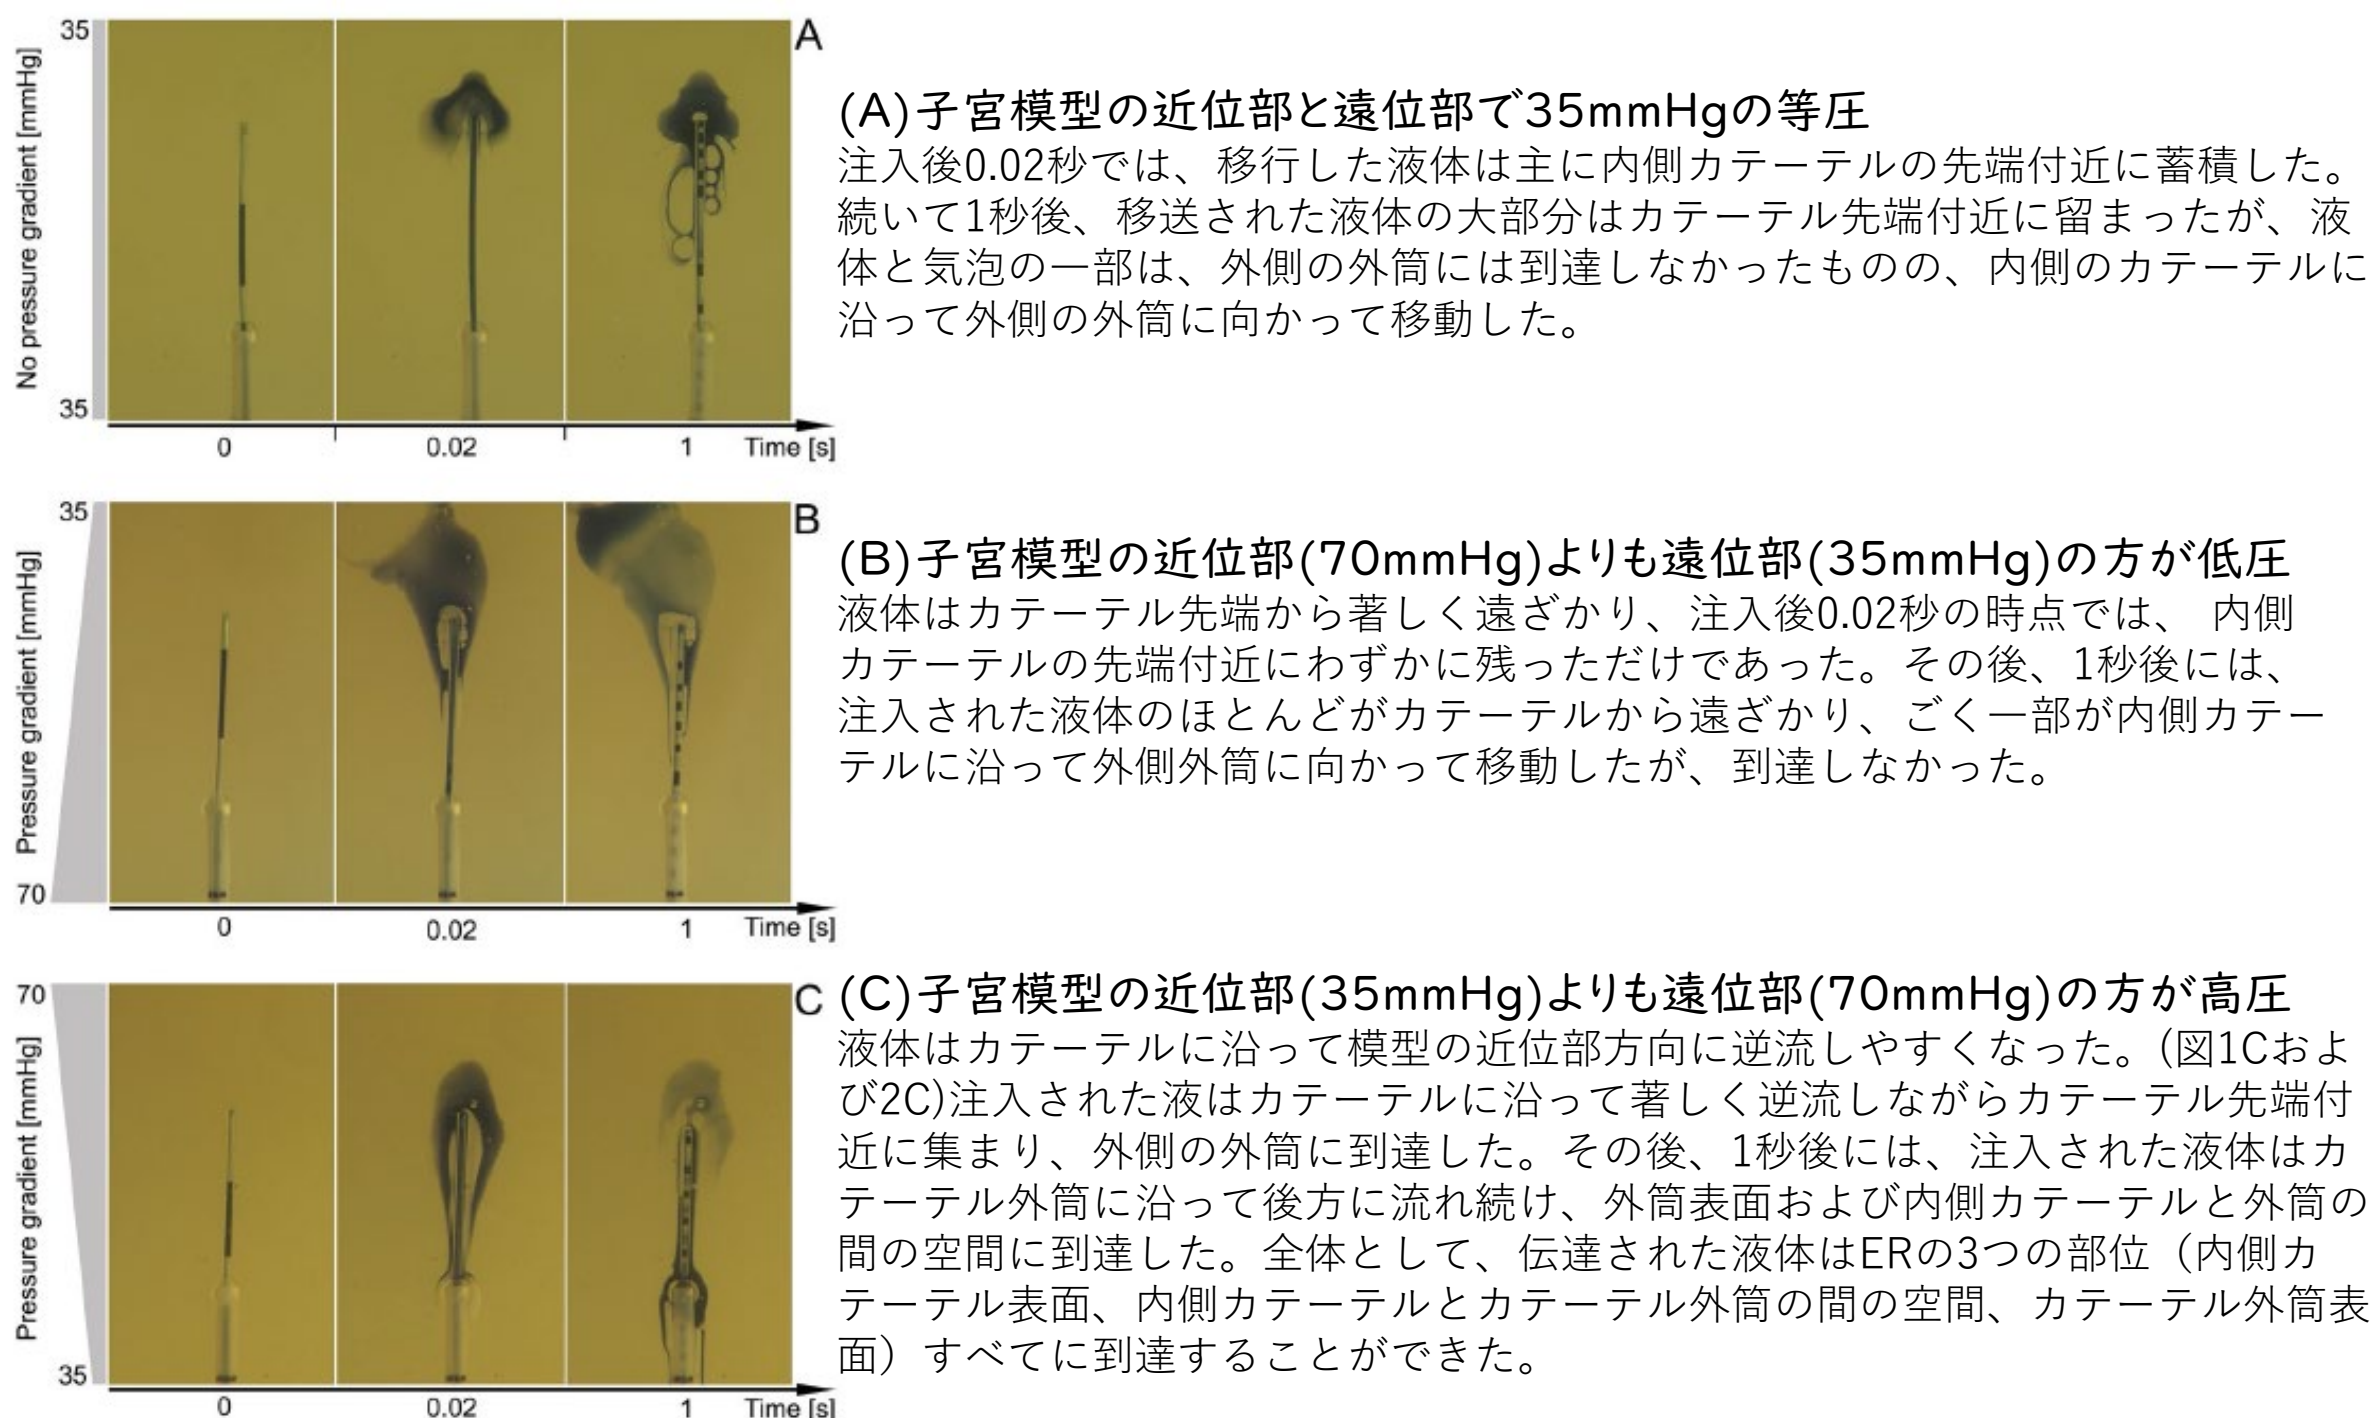 35
No pressure gradient [mmHg]
35
A
0
0.02
1
Time [s]
(A)子宮模型の近位部と遠位部で35mmHgの等圧
注入後0.02秒では、移行した液体は主に内側カテーテルの先端付近に蓄積した。
続いて1秒後、移送された液体の大部分はカテーテル先端付近に留まったが、液
体と気泡の一部は、外側の外筒には到達しなかったものの、内側のカテーテルに
沿って外側の外筒に向かって移動した。
35
Pressure gradient [mmHg]
70
B
0
0.02
1
Time [s]
(B)子宮模型の近位部(70mmHg)よりも遠位部(35mmHg)の方が低圧
液体はカテーテル先端から著しく遠ざかり、注入後0.02秒の時点では、 内側
カテーテルの先端付近にわずかに残っただけであった。その後、1秒後には、
注入された液体のほとんどがカテーテルから遠ざかり、ごく一部が内側カテー
テルに沿って外側外筒に向かって移動したが、到達しなかった。
70
Pressure gradient [mmHg]
35
C
0
0.02
1
Time [s]
(C)子宮模型の近位部(35mmHg)よりも遠位部(70mmHg)の方が高圧
液体はカテーテルに沿って模型の近位部方向に逆流しやすくなった。(図1Cおよ
び2C)注入された液はカテーテルに沿って著しく逆流しながらカテーテル先端付
近に集まり、外側の外筒に到達した。その後、1秒後には、注入された液体はカ
テーテル外筒に沿って後方に流れ続け、外筒表面および内側カテーテルと外筒の
間の空間に到達した。全体として、伝達された液体はERの3つの部位（内側カ
テーテル表面、内側カテーテルとカテーテル外筒の間の空間、カテーテル外筒表
面）すべてに到達することができた。